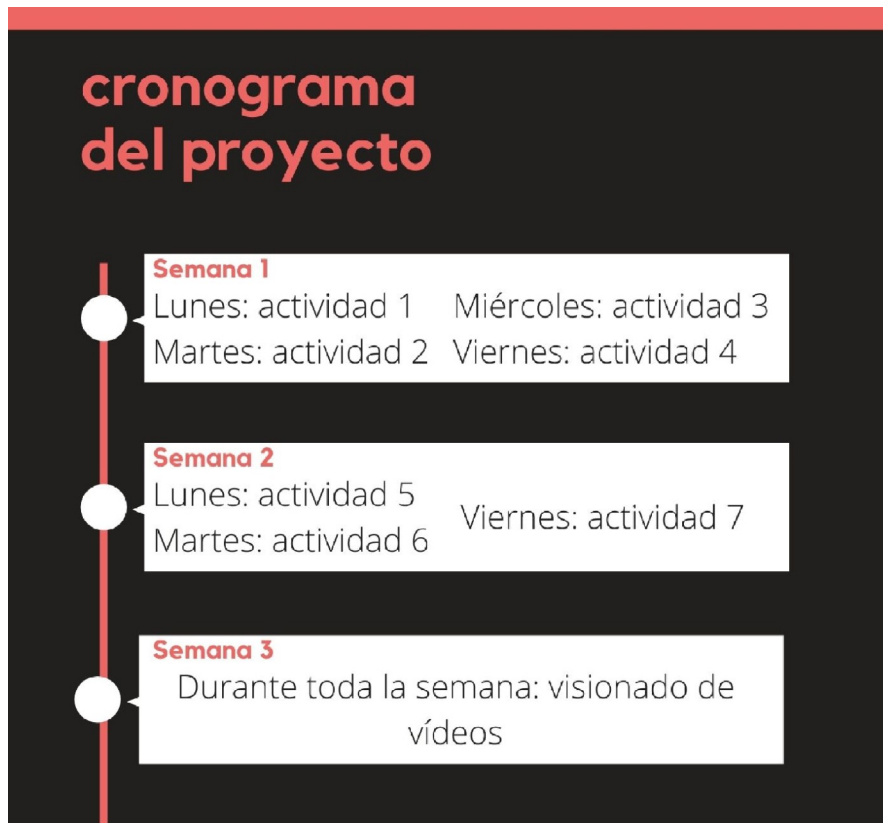 cronograma
del proyecto
Semana 1
Lunes: actividad 1
Martes: actividad 2
Miércoles: actividad 3
Viernes: actividad 4
Semana 2
Lunes: actividad 5
Martes: actividad 6
Viernes: actividad 7
Semana 3
Durante toda la semana: visionado de
vídeos